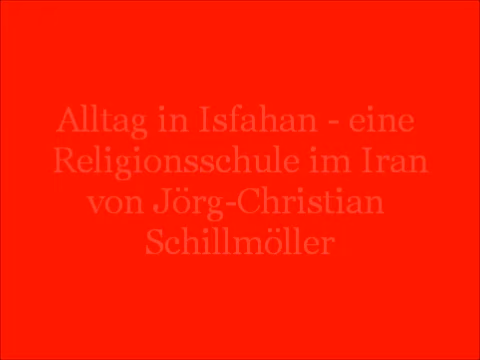 Alltag in Isfahan - eine
Religionsschule im Iran
von Jörg-Christian
Schillmöller